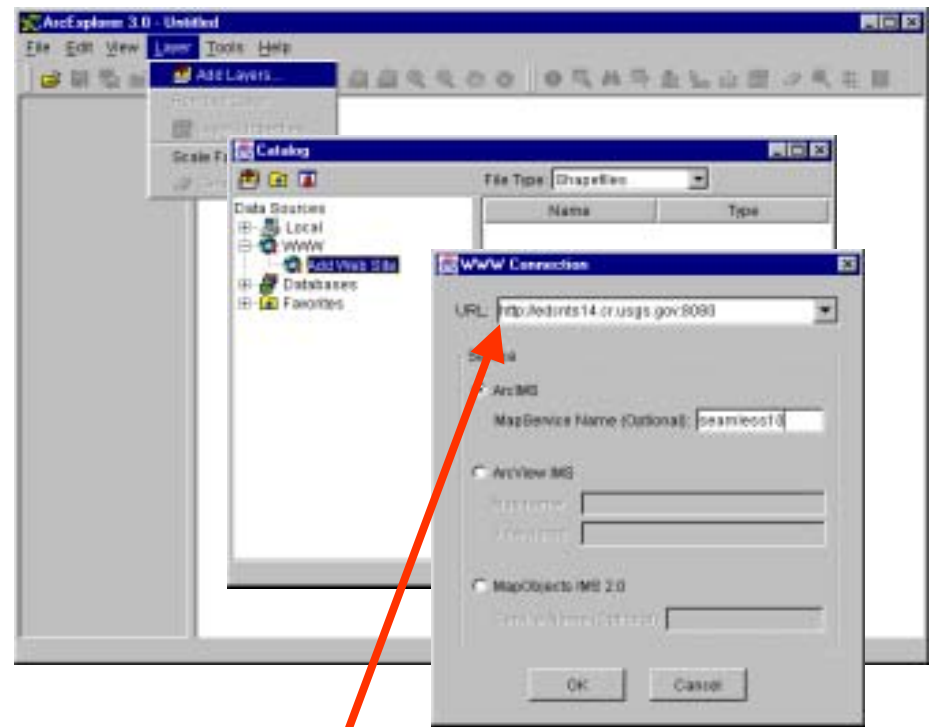 ArcExplorer 3.0 - Untitled
File Edit View Layer Tools Help
Add Layers...
Scale
Catalog
File Type: Shapefiles
Data Sources
Name Type
Local
WWW
Add Web Site
Databases
Favorites
WWW Connection
URL: http://edcnts14.cr.usgs.gov:8080
ArcIMS
MapService Name (Optional):
ArcView IMS
MapObjects IMS 2.0
OK Cancel